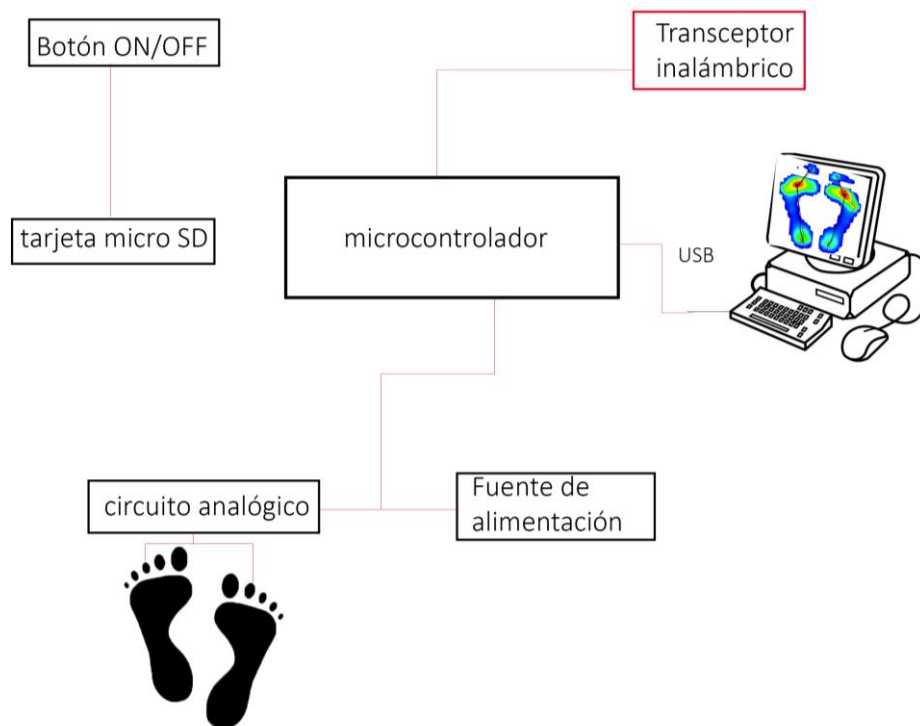 Botón ON/OFF
Transceptor
inalámbrico
tarjeta micro SD
microcontrolador
USB
circuito analógico
Fuente de
alimentación